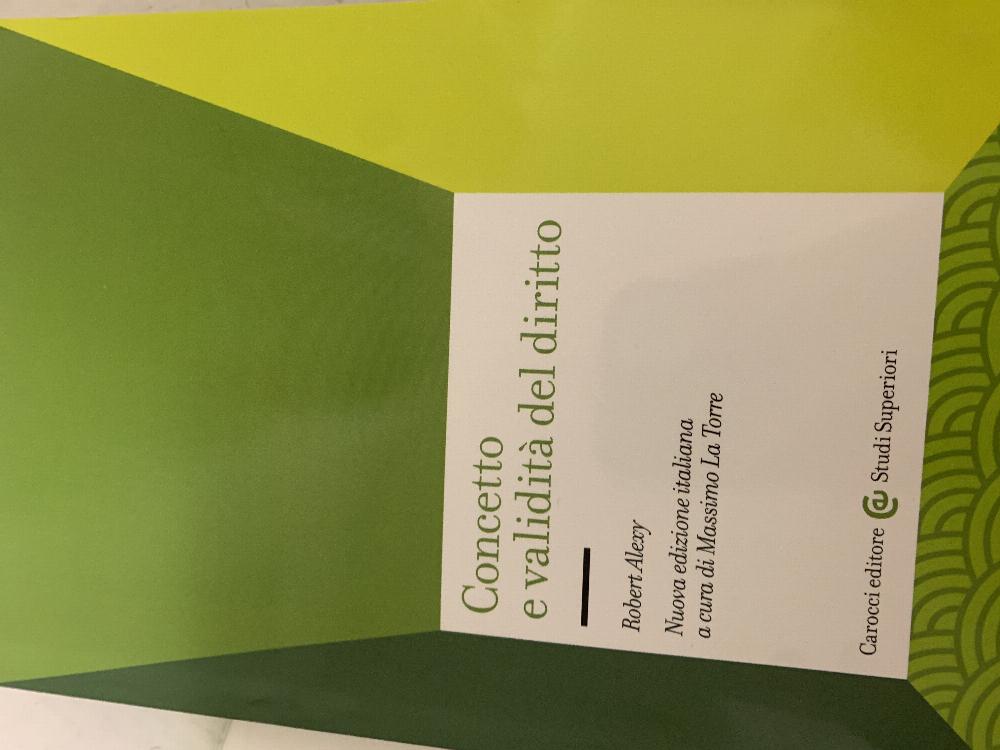 Concetto
e validità del diritto
Robert Alexy
Nuova edizione italiana
a cura di Massimo La Torre
Carocci editore @ Studi Superiori